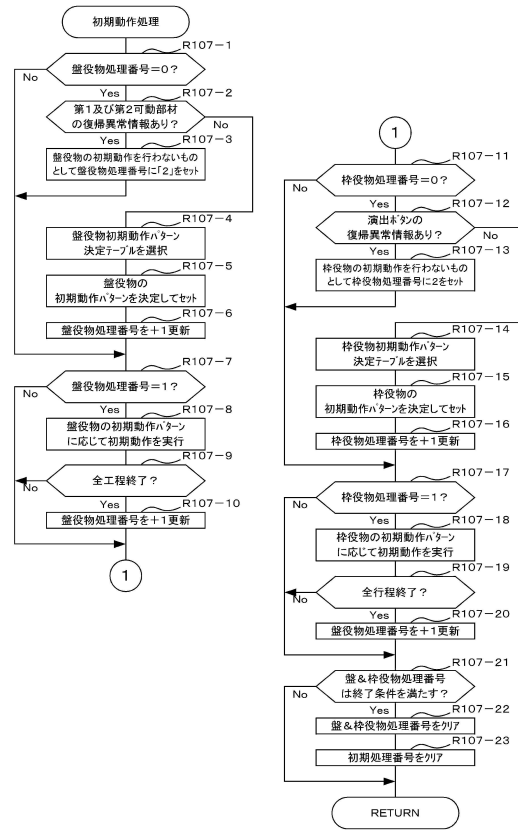 初期動作処理
R107-1
盤役物処理番号=0?
No
Yes
R107-2
第1及び第2可動部材
の復帰異常情報あり?
No
Yes
R107-3
盤役物の初期動作を行わないもの
として盤役物処理番号に「2」をセット
R107-4
盤役物初期動作パターン
決定テーブルを選択
R107-5
盤役物の
初期動作パターンを決定してセット
R107-6
盤役物処理番号を+1更新
R107-7
盤役物処理番号=1?
No
Yes
R107-8
盤役物の初期動作パターン
に応じて初期動作を実行
R107-9
全工程終了?
No
Yes
R107-10
盤役物処理番号を+1更新
1
1
R107-11
枠役物処理番号=0?
No
Yes
R107-12
演出ボタンの
復帰異常情報あり?
No
Yes
R107-13
枠役物の初期動作を行わないもの
として枠役物処理番号に2をセット
R107-14
枠役物初期動作パターン
決定テーブルを選択
R107-15
枠役物の
初期動作パターンを決定してセット
R107-16
枠役物処理番号を+1更新
R107-17
枠役物処理番号=1?
No
Yes
R107-18
枠役物の初期動作パターン
に応じて初期動作を実行
R107-19
全行程終了?
No
Yes
R107-20
盤役物処理番号を+1更新
R107-21
盤&枠役物処理番号
は終了条件を満たす?
No
Yes
R107-22
盤&枠役物処理番号をクリア
R107-23
初期処理番号をクリア
RETURN